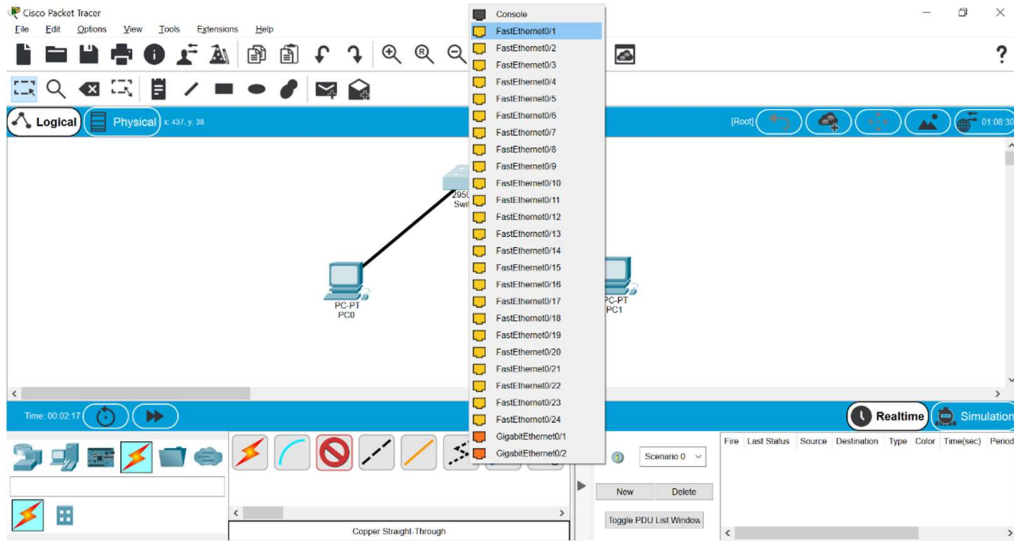 Cisco Packet Tracer
File Edit Options View Tools Extensions Help
?
Logical Physical x: 437, y: 38 [Root] 01:08:30
Console
FastEthernet0/1
FastEthernet0/2
FastEthernet0/3
FastEthernet0/4
FastEthernet0/5
FastEthernet0/6
FastEthernet0/7
FastEthernet0/8
FastEthernet0/9
FastEthernet0/10
FastEthernet0/11
FastEthernet0/12
FastEthernet0/13
FastEthernet0/14
FastEthernet0/15
FastEthernet0/16
FastEthernet0/17
FastEthernet0/18
FastEthernet0/19
FastEthernet0/20
FastEthernet0/21
FastEthernet0/22
FastEthernet0/23
FastEthernet0/24
GigabitEthernet0/1
GigabitEthernet0/2
2950
Swi
PC-PT
PC0
PC-PT
PC1
Time: 00:02:17 Realtime Simulation
Scenario 0
New Delete
Toggle PDU List Window
Fire Last Status Source Destination Type Color Time(sec) Period
Copper Straight-Through